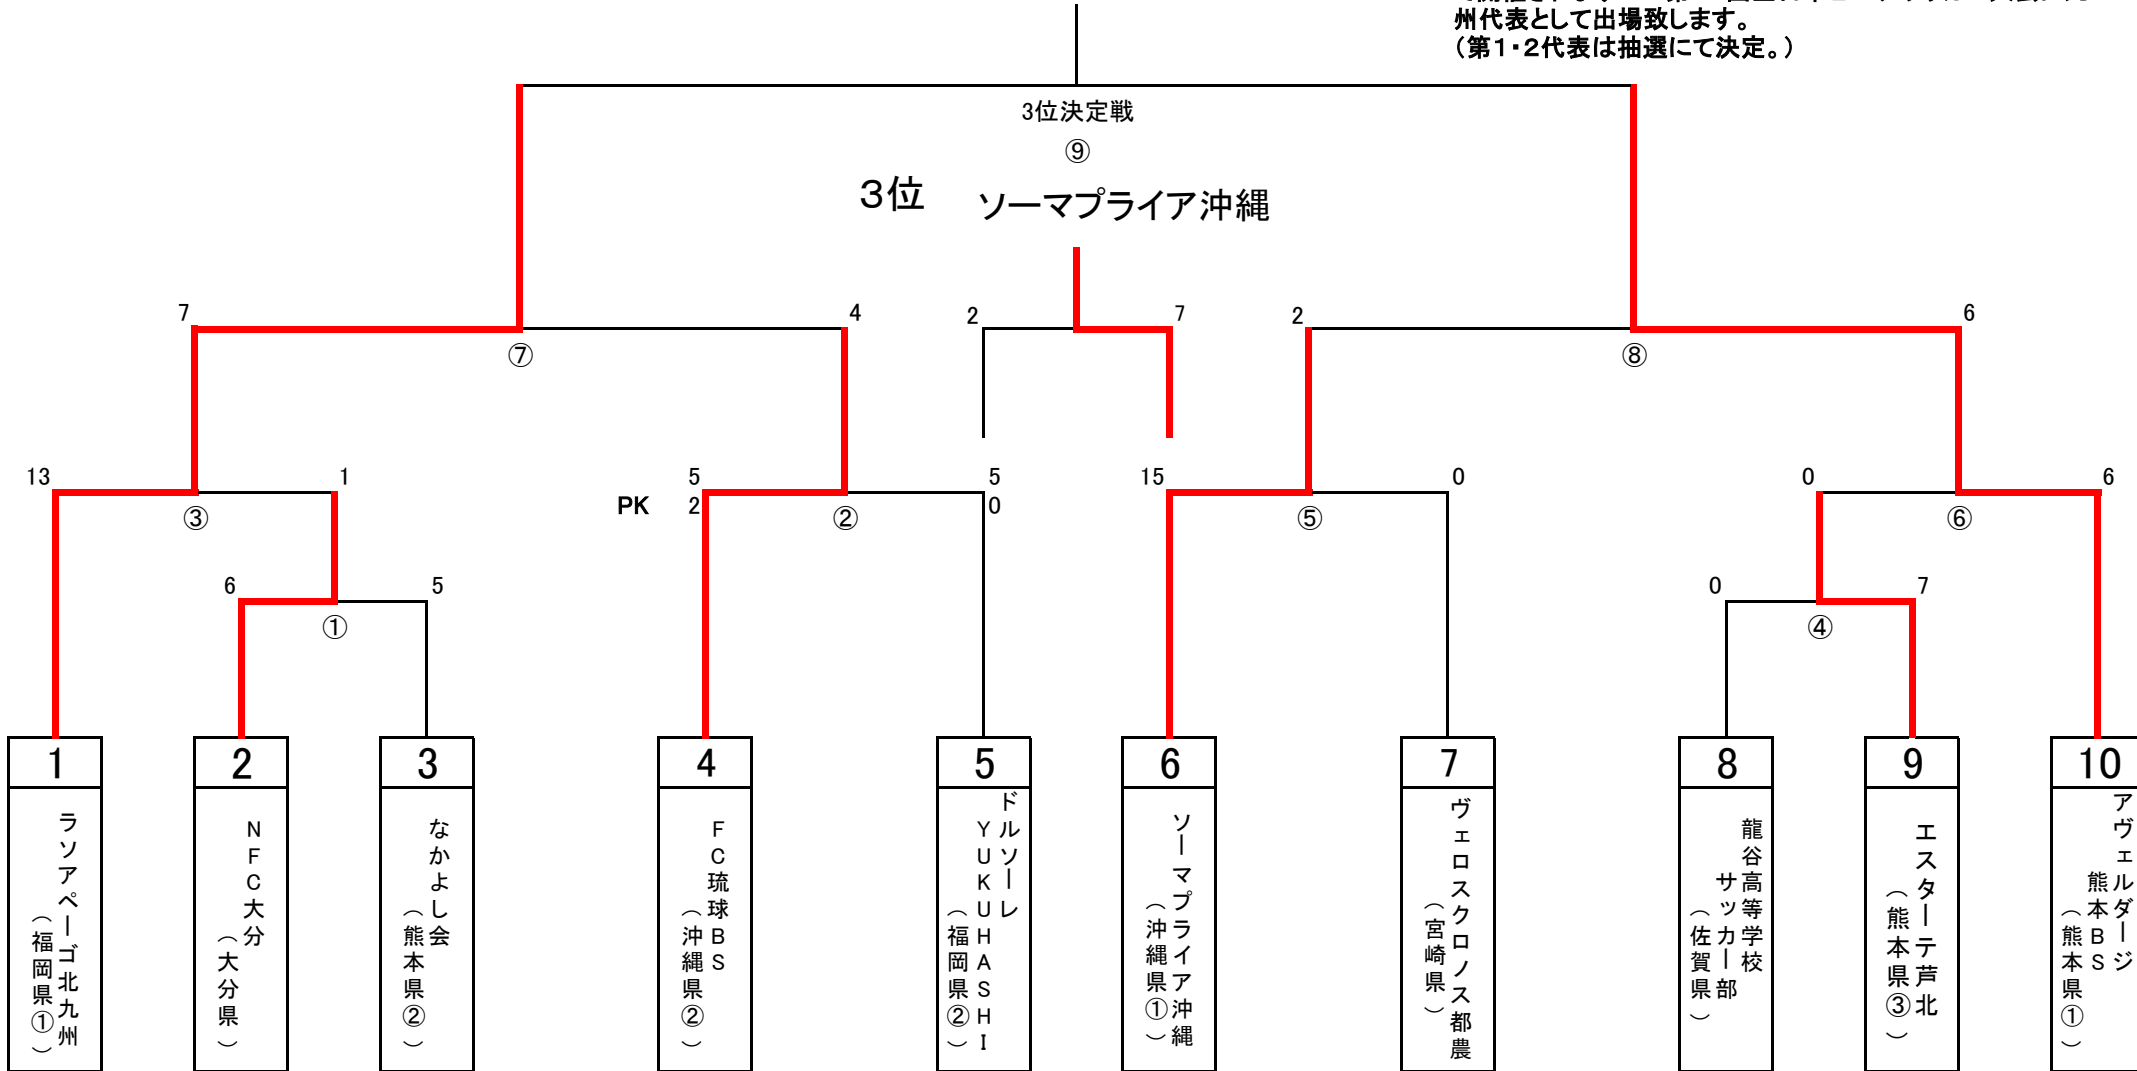 州代表として出場致します。
（第1・2代表は抽選にて決定。）
3位決定戦
⑨
3位 ソーマプライア沖縄
7 4 2 7 2 6
⑦ ⑧
13 1 5 5 15 0 0 6
PK 2 0
③ ② ⑤ ⑥
6 5 0 7
① ④
1 2 3 4 5 6 7 8 9 10
ラソアペーゴ北九州
（福岡県①）
NFC大分
（大分県）
なかよし会
（熊本県②）
FC琉球BS
（沖縄県②）
ドルソーレ
YUKUHASHI
（福岡県②）
ソーマプライア沖縄
（沖縄県①）
ヴェロスクロノス都農
（宮崎県）
龍谷高等学校
サッカー部
（佐賀県）
エスターテ芦北
（熊本県③）
アヴェルダージ
熊本BS
（熊本県①）